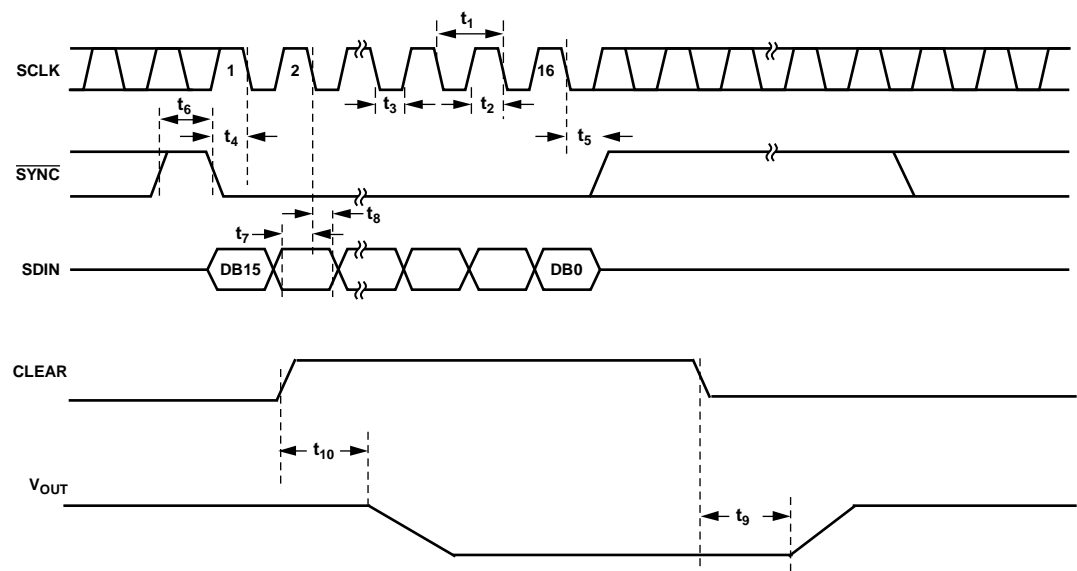 t1
SCLK
1
2
16
t3
t2
t6
t4
t5
SYNC
t8
t7
SDIN
DB15
DB0
CLEAR
t10
VOUT
t9